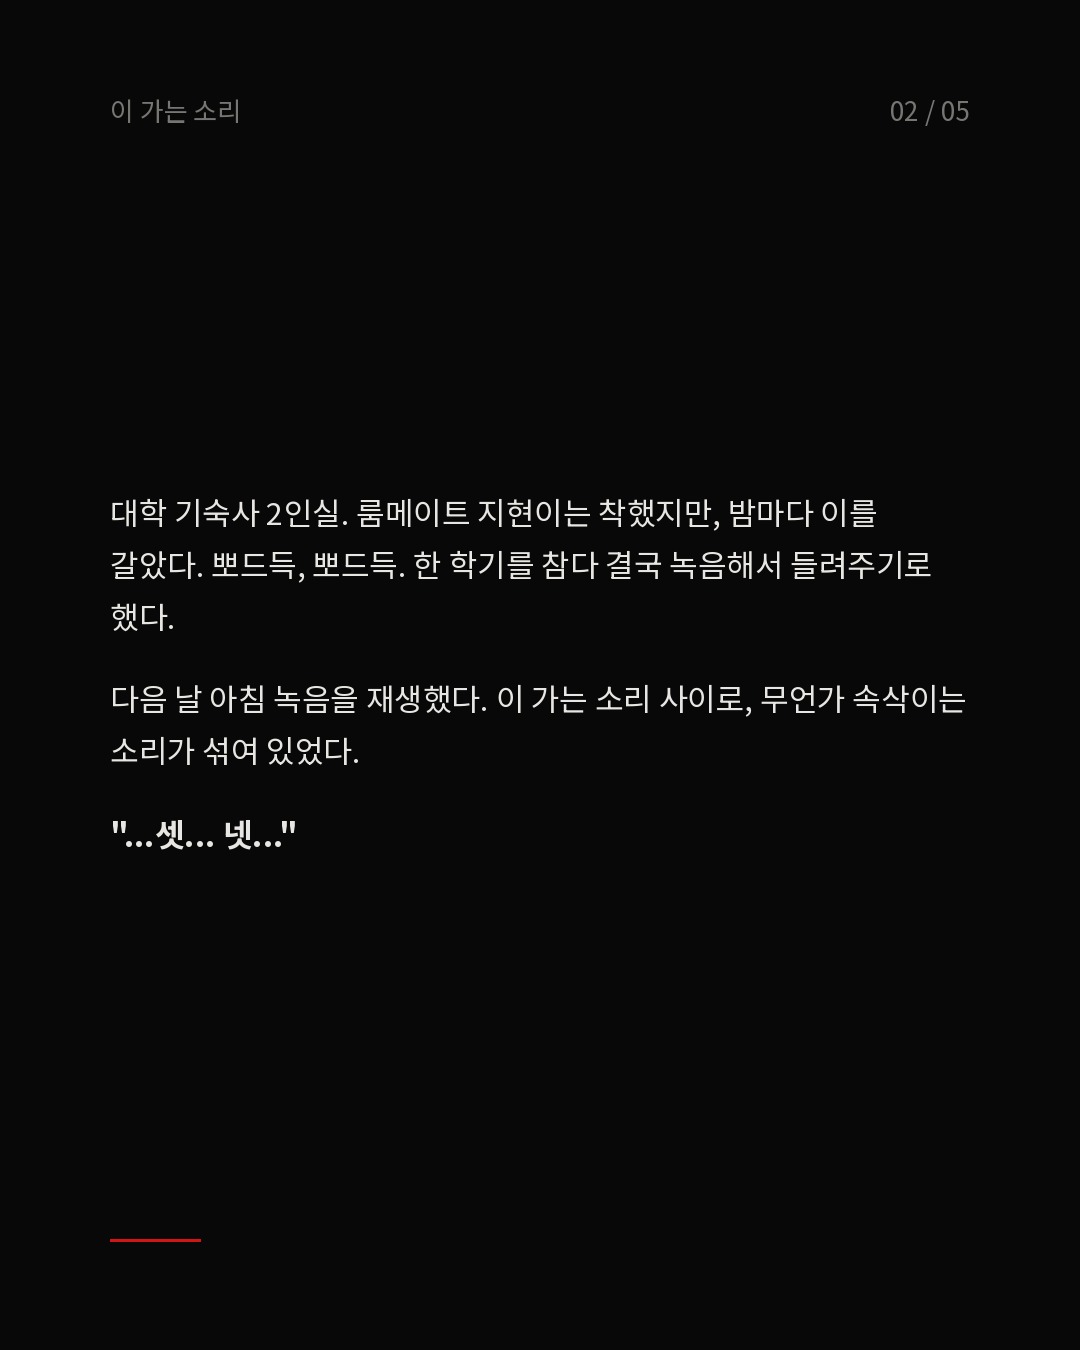 이 가는 소리
02 / 05
대학 기숙사 2인실. 룸메이트 지현이는 착했지만, 밤마다 이를
갈았다. 뽀드득, 뽀드득. 한 학기를 참다 결국 녹음해서 들려주기로
했다.
다음 날 아침 녹음을 재생했다. 이 가는 소리 사이로, 무언가 속삭이는
소리가 섞여 있었다.
"...셋... 넷..."